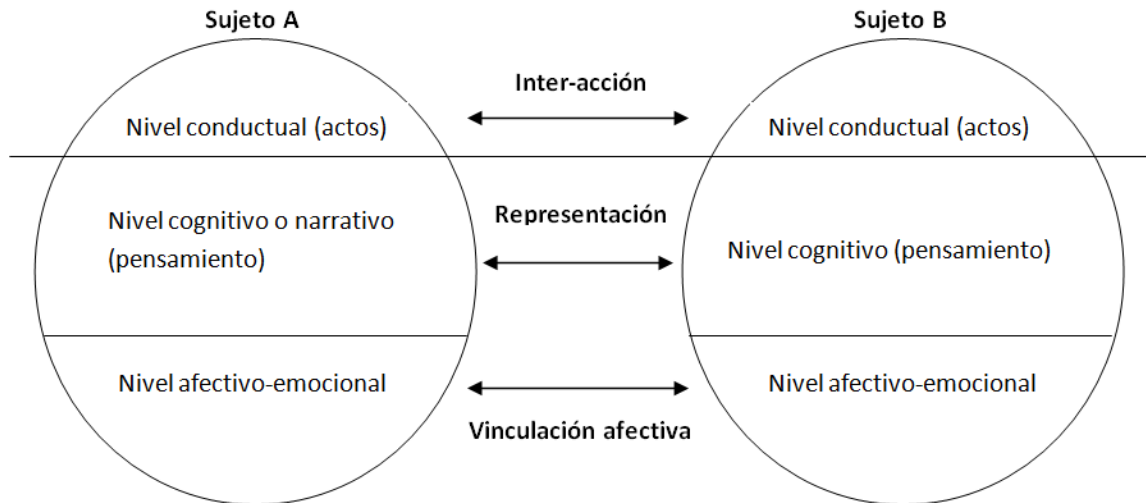 Sujeto A
Sujeto B
Inter-acción
Nivel conductual (actos)
Nivel conductual (actos)
Nivel cognitivo o narrativo
(pensamiento)
Representación
Nivel cognitivo (pensamiento)
Nivel afectivo-emocional
Nivel afectivo-emocional
Vinculación afectiva